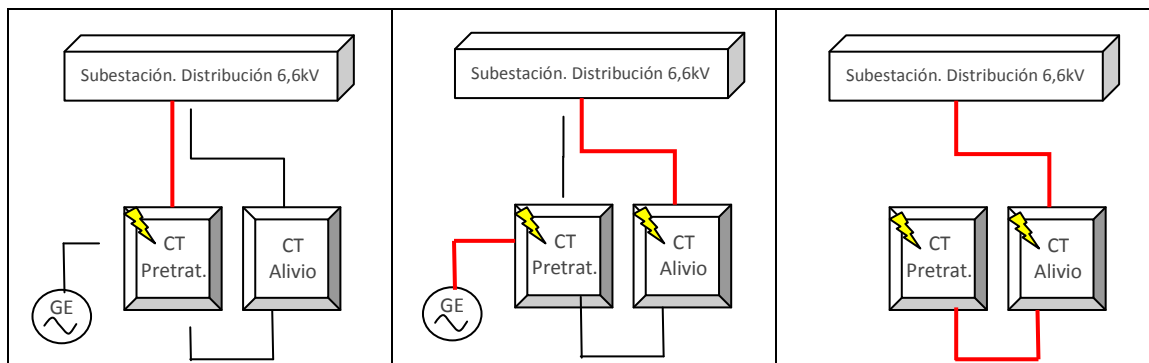 Subestación. Distribución 6,6kV
CT
Pretrat.
CT
Alivio
GE
Subestación. Distribución 6,6kV
CT
Pretrat.
CT
Alivio
GE
Subestación. Distribución 6,6kV
CT
Pretrat.
CT
Alivio